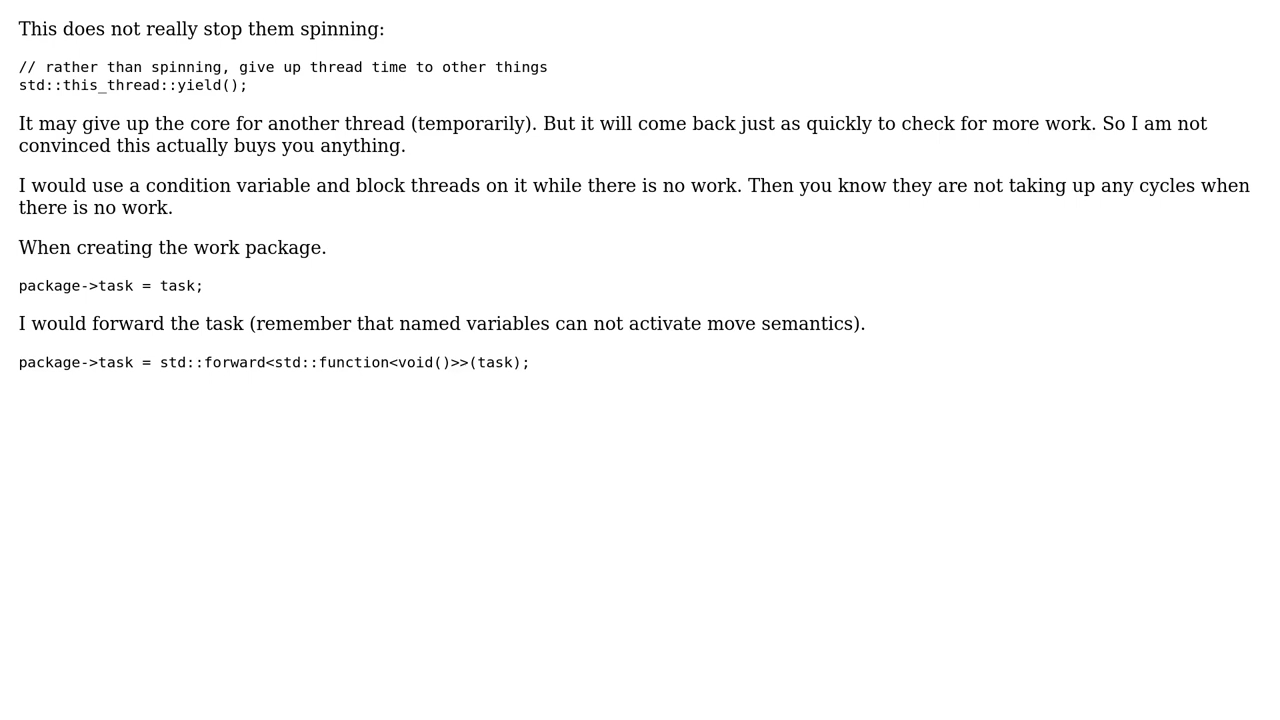 This does not really stop them spinning:
// rather than spinning, give up thread time to other things
std::this_thread::yield();
It may give up the core for another thread (temporarily). But it will come back just as quickly to check for more work. So I am not
convinced this actually buys you anything.
I would use a condition variable and block threads on it while there is no work. Then you know they are not taking up any cycles when
there is no work.
When creating the work package.
package->task = task;
I would forward the task (remember that named variables can not activate move semantics).
package->task = std::forward<std::function<void()>>(task);